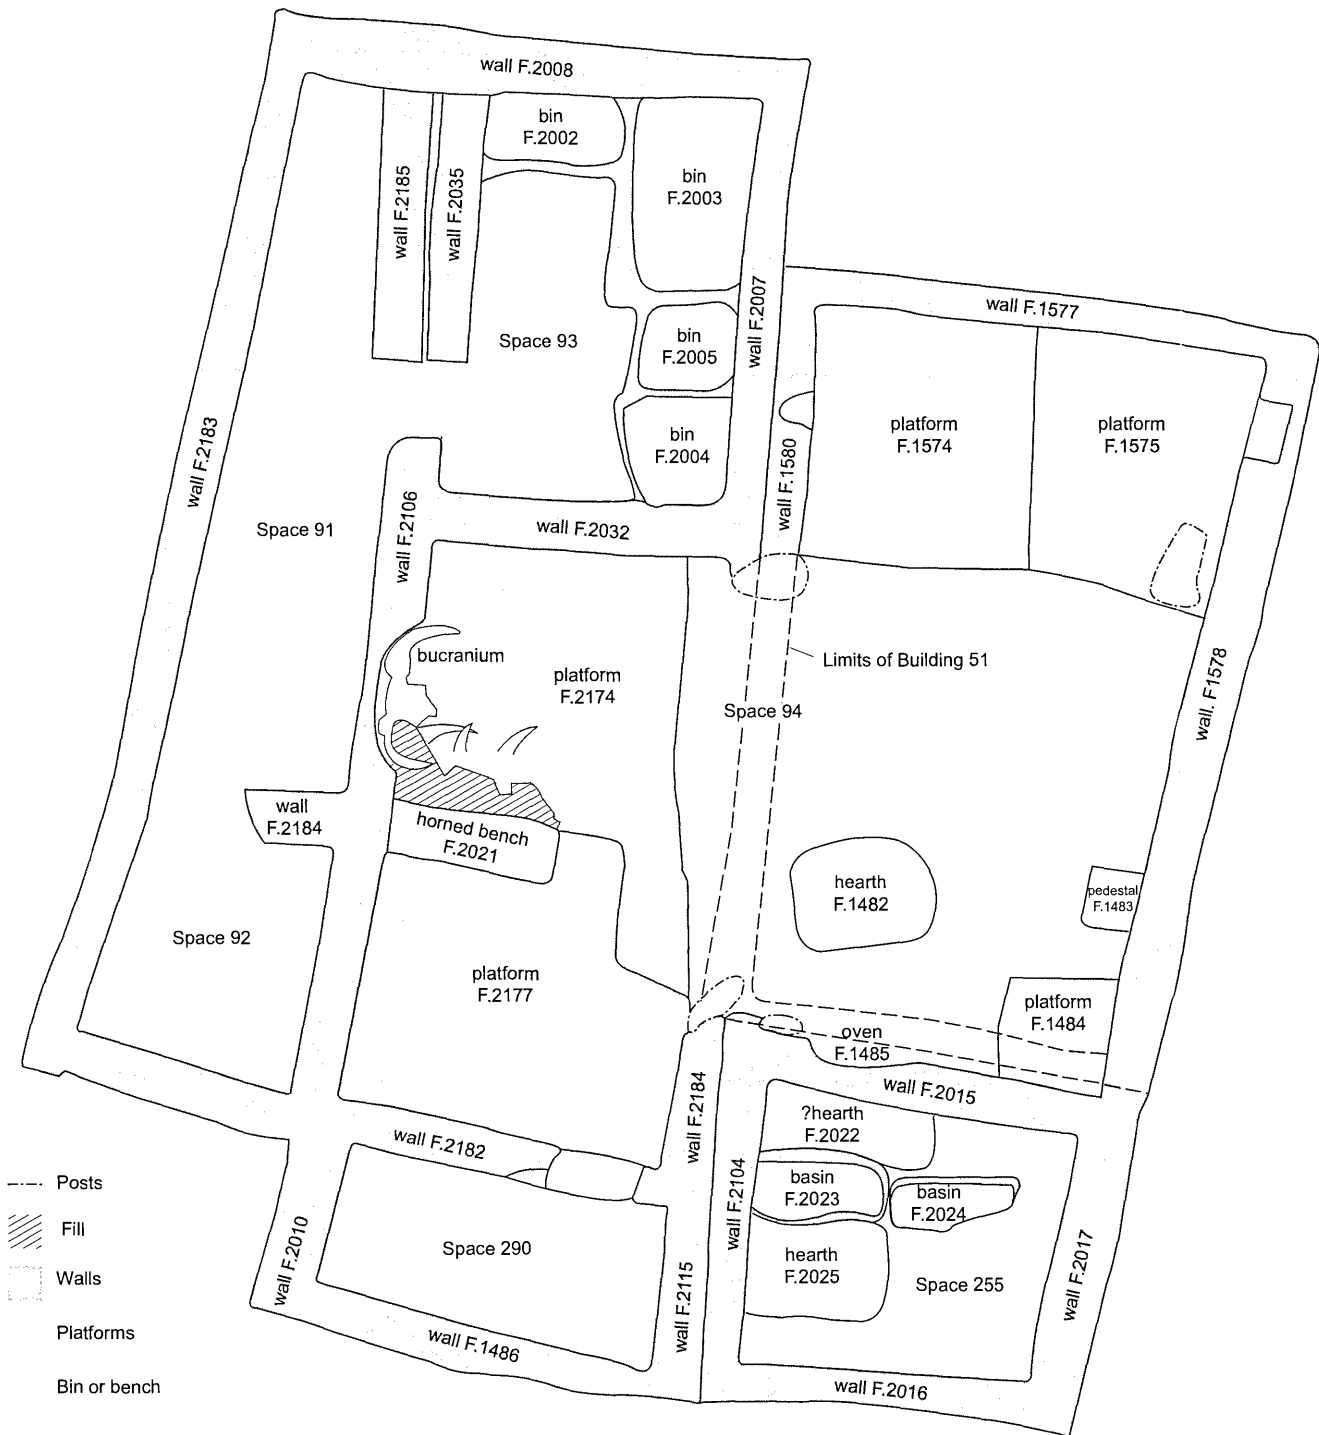 wall F.2008
bin
F.2002
bin
F.2003
wall F.2185
wall F.2035
wall F.2007
wall F.1577
Space 93
bin
F.2005
bin
F.2004
platform
F.1574
platform
F.1575
wall F.2183
wall F.1580
Space 91
wall F.2106
wall F.2032
bucranium
platform
F.2174
Limits of Building 51
Space 94
wall. F1578
wall
F.2184
horned bench
F.2021
hearth
F.1482
pedestal
F.1483
Space 92
platform
F.2177
platform
F.1484
oven
F.1485
wall F.2015
wall F.2184
?hearth
F.2022
wall F.2182
wall F.2104
basin
F.2023
basin
F.2024
Posts
Fill
Walls
Platforms
Bin or bench
wall F.2010
Space 290
hearth
F.2025
Space 255
wall F.2017
wall F.2115
wall F.1486
wall F.2016